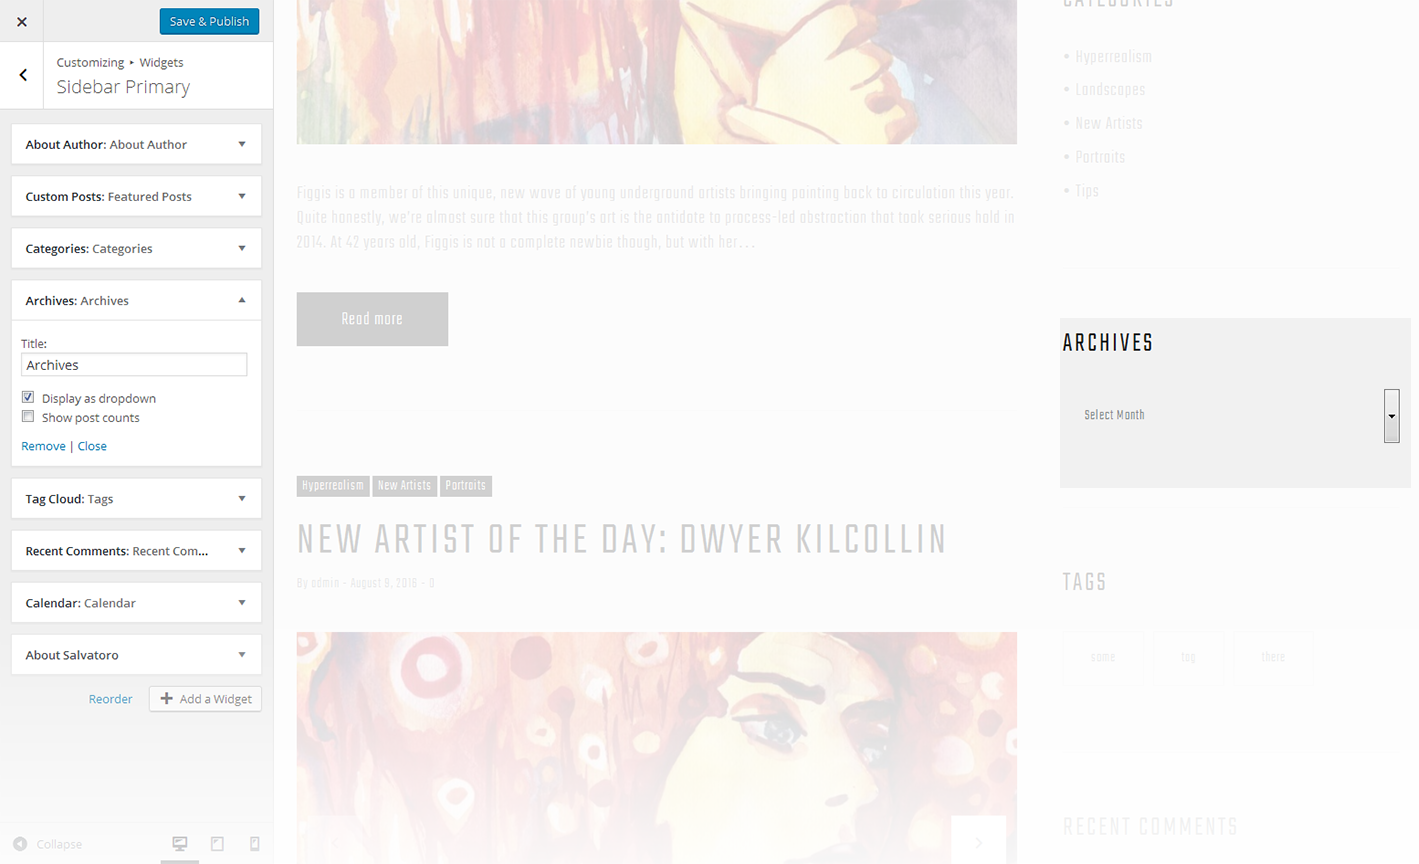 Save & Publish
Customizing ▸ Widgets
Sidebar Primary
About Author: About Author
Custom Posts: Featured Posts
Categories: Categories
Archives: Archives
Title:
Archives
Display as dropdown
Show post counts
Remove | Close
Tag Cloud: Tags
Recent Comments: Recent Com...
Calendar: Calendar
About Salvatoro
Reorder
Add a Widget
Collapse
Figgis is a member of this unique, new wave of young underground artists bringing painting back to circulation this year.
Quite honestly, we're almost sure that this group's art is the antidote to process-led abstraction that took serious hold in
2014. At 42 years old, Figgis is not a complete newbie though, but with her...
Read more
Hyperrealism New Artists Portraits
NEW ARTIST OF THE DAY: DWYER KILCOLLIN
By admin - August 9, 2016 - 0
CATEGORIES
• Hyperrealism
• Landscapes
• New Artists
• Portraits
• Tips
ARCHIVES
Select Month
TAGS
some tag there
RECENT COMMENTS